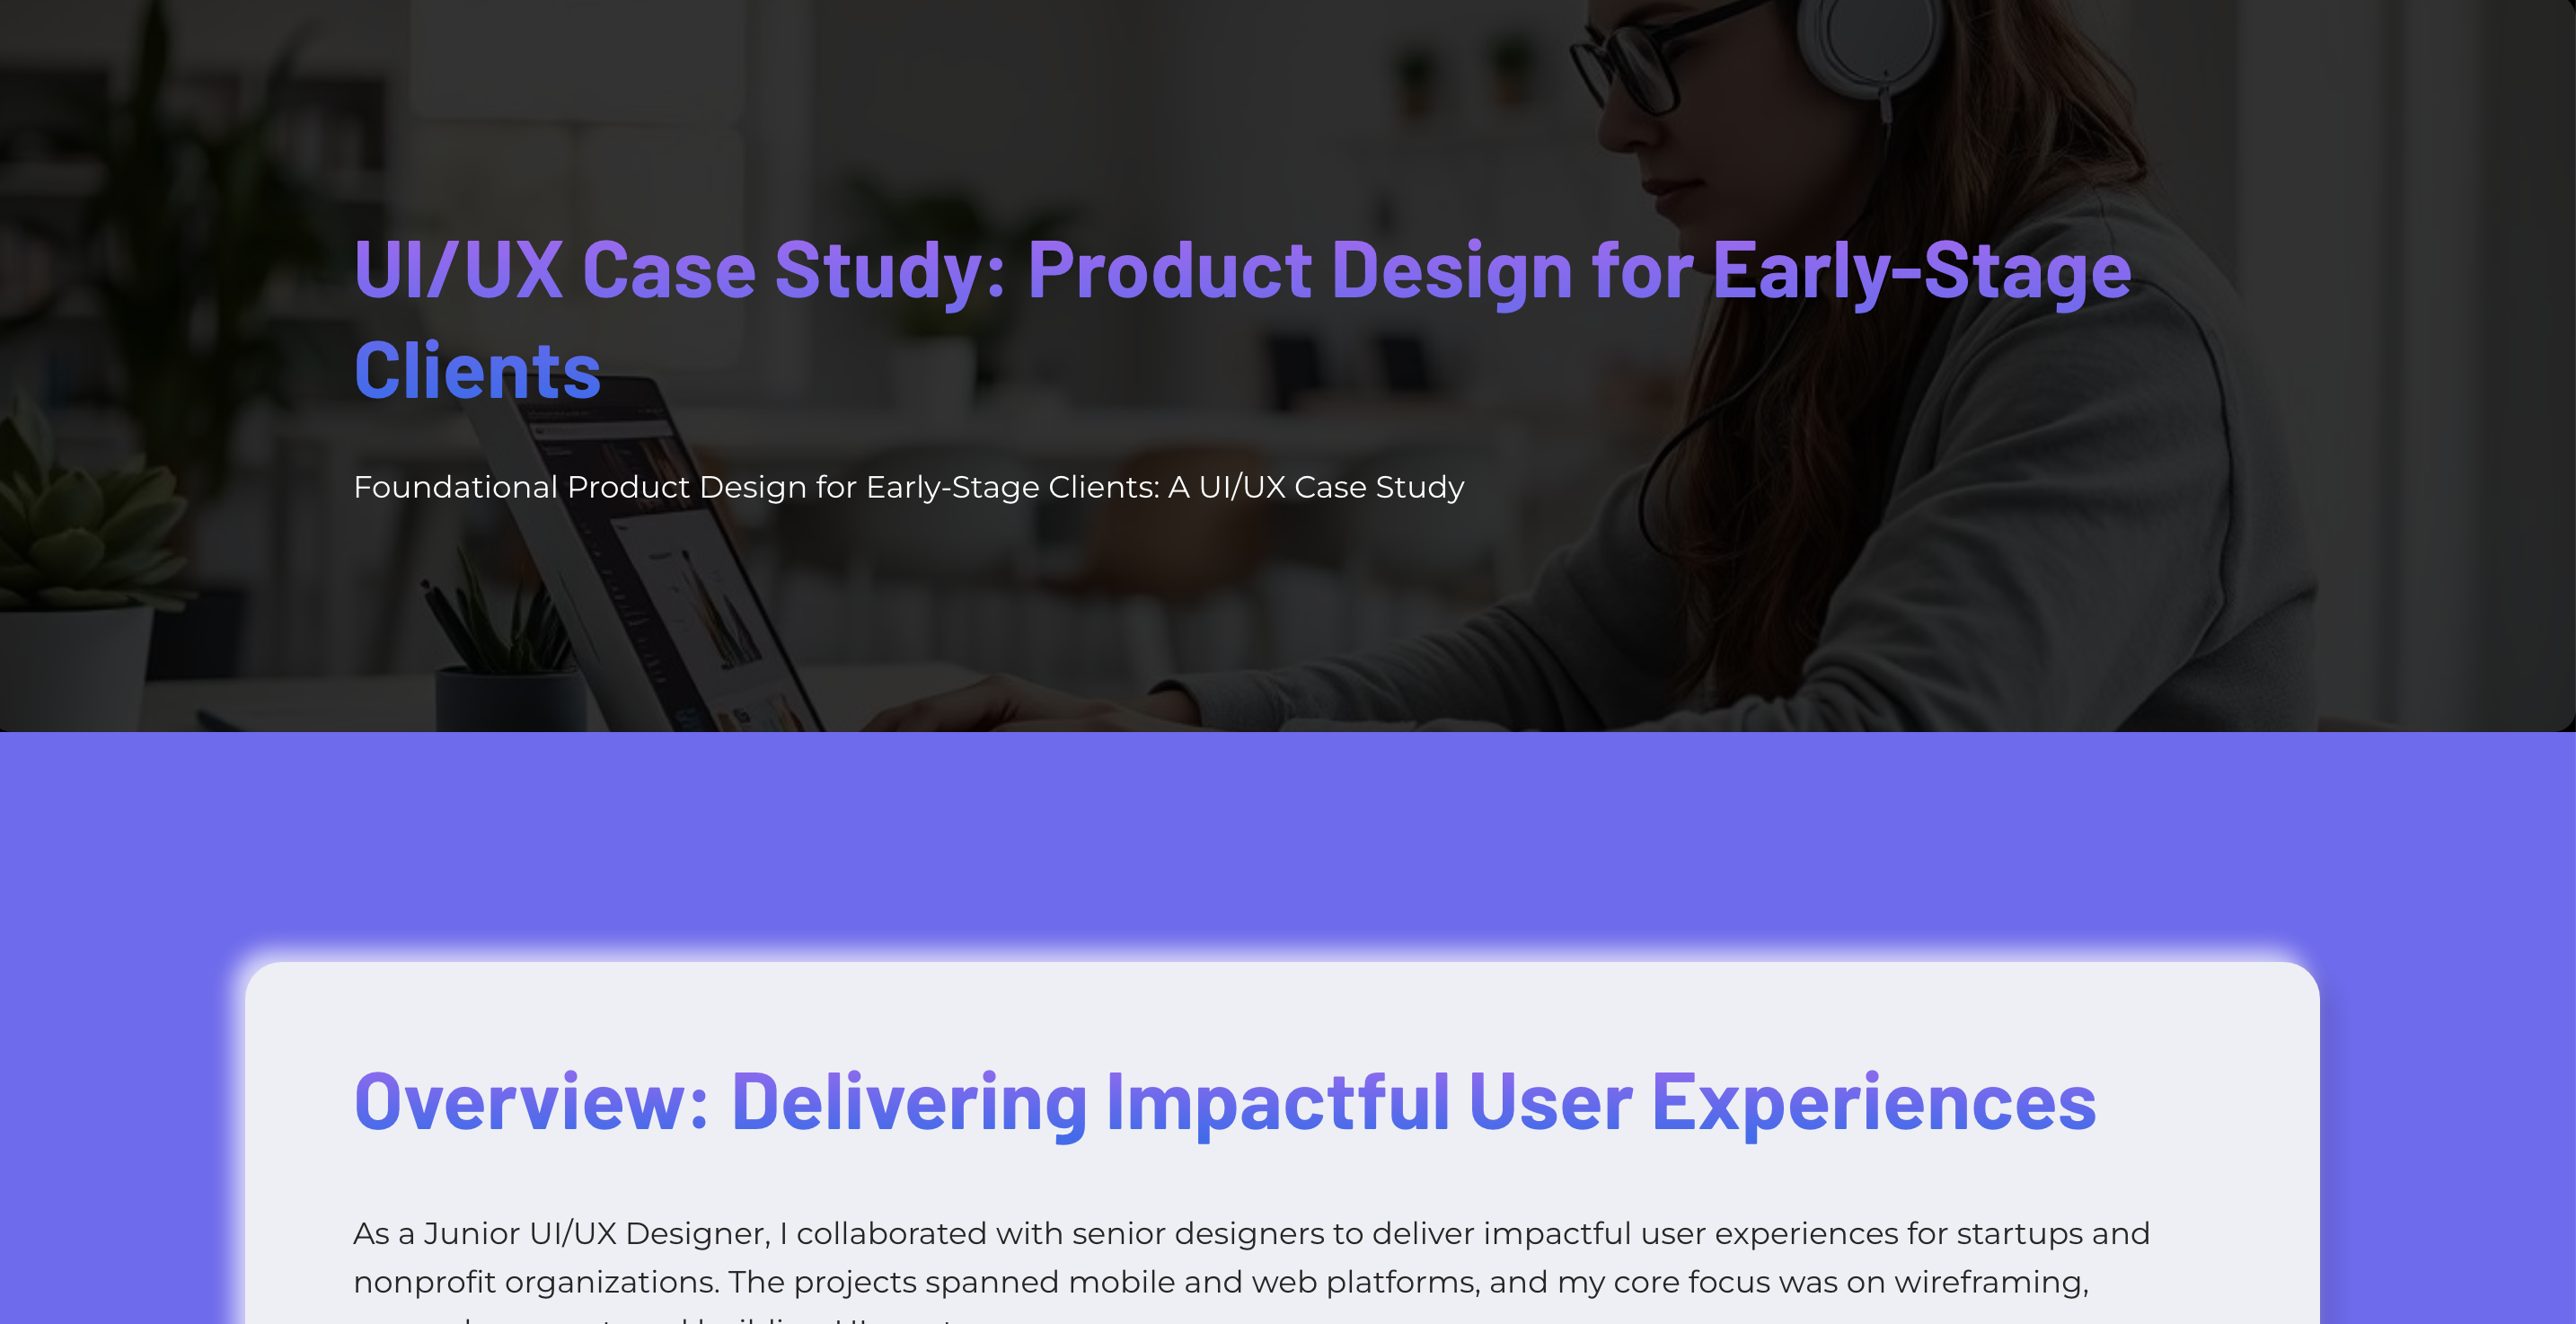 UI/UX Case Study: Product Design for Early-Stage
Clients
Foundational Product Design for Early-Stage Clients: A UI/UX Case Study
Overview: Delivering Impactful User Experiences
As a Junior UI/UX Designer, I collaborated with senior designers to deliver impactful user experiences for startups and
nonprofit organizations. The projects spanned mobile and web platforms, and my core focus was on wireframing,